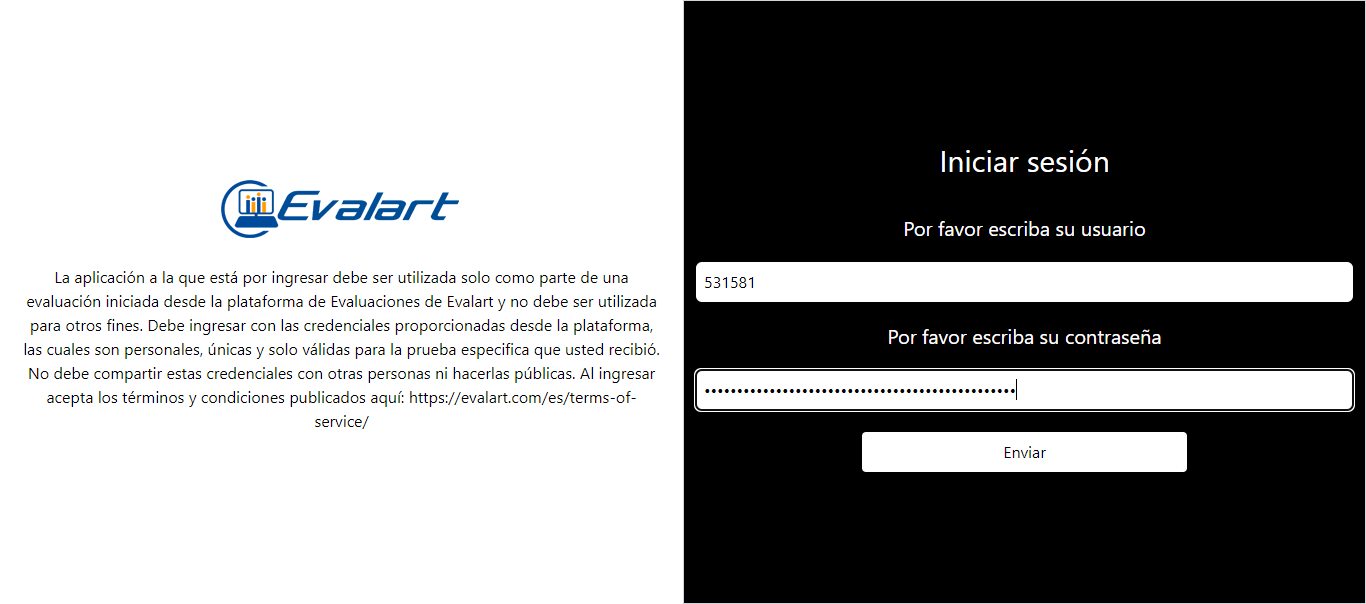 Evalart
La aplicación a la que está por ingresar debe ser utilizada solo como parte de una
evaluación iniciada desde la plataforma de Evaluaciones de Evalart y no debe ser utilizada
para otros fines. Debe ingresar con las credenciales proporcionadas desde la plataforma,
las cuales son personales, únicas y solo válidas para la prueba especifica que usted recibió.
No debe compartir estas credenciales con otras personas ni hacerlas públicas. Al ingresar
acepta los términos y condiciones publicados aquí: https://evalart.com/es/terms-of-
service/
Iniciar sesión
Por favor escriba su usuario
531581
Por favor escriba su contraseña
Enviar